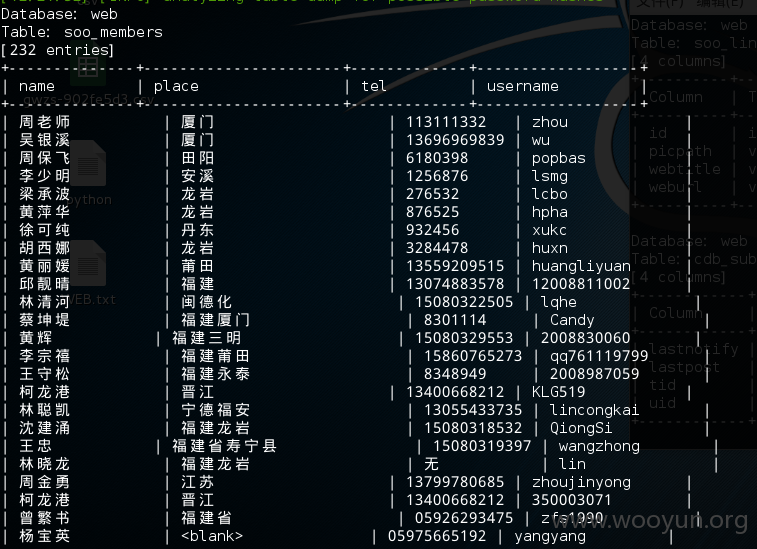 Database: web
Table: soo_members
[232 entries]
| name | place | tel | username |
| 周老师 | 厦门 | 113111332 | zhou |
| 吴银溪 | 厦门 | 13696969839 | wu |
| 周保飞 | 田阳 | 6180398 | popbas |
| 李少明 | 安溪 | 1256876 | lsmg |
| 梁承波 | 龙岩 | 276532 | lcbo |
| 黄萍华 | 龙岩 | 876525 | hpha |
| 徐可纯 | 丹东 | 932456 | xukc |
| 胡西娜 | 龙岩 | 3284478 | huxn |
| 黄丽媛 | 莆田 | 13559209515 | huangliyuan |
| 邱靓晴 | 福建 | 13074883578 | 12008811002 |
| 林清河 | 闽德化 | 15080322505 | lqhe |
| 蔡坤堤 | 福建厦门 | 8301114 | Candy |
| 黄辉 | 福建三明 | 15080329553 | 2008830060 |
| 李宗禧 | 福建莆田 | 15860765273 | qq761119799 |
| 王守松 | 福建永泰 | 8348949 | 2008987059 |
| 柯龙港 | 晋江 | 13400668212 | KLG519 |
| 林聪凯 | 宁德福安 | 13055433735 | lincongkai |
| 沈建涌 | 福建龙岩 | 15080318532 | QiongSi |
| 王忠 | 福建省寿宁县 | 15080319397 | wangzhong |
| 林晓龙 | 福建龙岩 | 无 | lin |
| 周金勇 | 江苏 | 13799780685 | zhoujinyong |
| 柯龙港 | 晋江 | 13400668212 | 350003071 |
| 曾繁书 | 福建省 | 05926293475 | zfs1990 |
| 杨宝英 | <blank> | 05975665192 | yangyang |
www.wooyun.org
python
WEB.txt
Database: web
Table: soo_lin
[4 columns]
| Column | T
| id
| picpath | v
| webtitle | v
| weburl | v
Database: web
Table: cdb_sub
[4 columns]
| Column
| lastnotify |
| lastpost
| tid
| uid